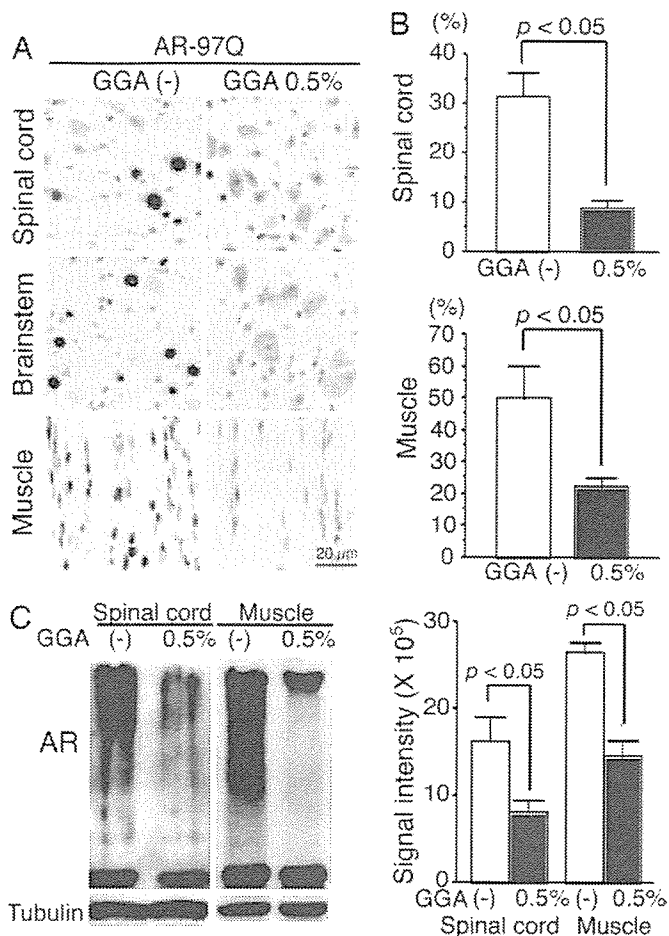 A
AR-97Q
GGA (-) GGA 0.5%
Spinal cord
Brainstem
Muscle
20 μm
B
(%)
p < 0.05
Spinal cord
40
30
20
10
0
GGA (-) 0.5%
(%)
p < 0.05
Muscle
70
60
50
40
30
20
10
0
GGA (-) 0.5%
C
Spinal cord Muscle
GGA (-) 0.5% (-) 0.5%
AR
Tubulin
p < 0.05
p < 0.05
Signal intensity (X 10⁵)
30
20
10
0
GGA (-) 0.5% (-) 0.5%
Spinal cord Muscle